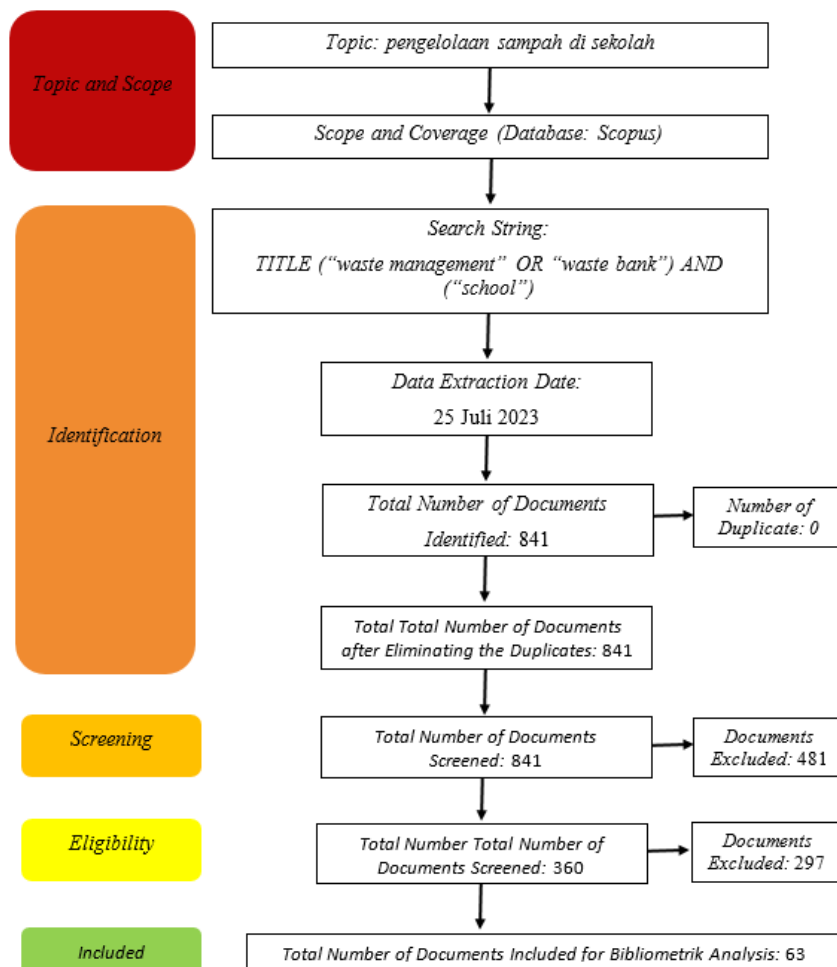 Topic and Scope
Topic: pengelolaan sampah di sekolah
Scope and Coverage (Database: Scopus)
Identification
Search String:
TITLE (“waste management” OR “waste bank”) AND
(“school”)
Data Extraction Date:
25 Juli 2023
Total Number of Documents
Identified: 841
Number of
Duplicate: 0
Total Total Number of Documents
after Eliminating the Duplicates: 841
Screening
Total Number of Documents
Screened: 841
Documents
Excluded: 481
Eligibility
Total Number Total Number of
Documents Screened: 360
Documents
Excluded: 297
Included
Total Number of Documents Included for Bibliometrik Analysis: 63